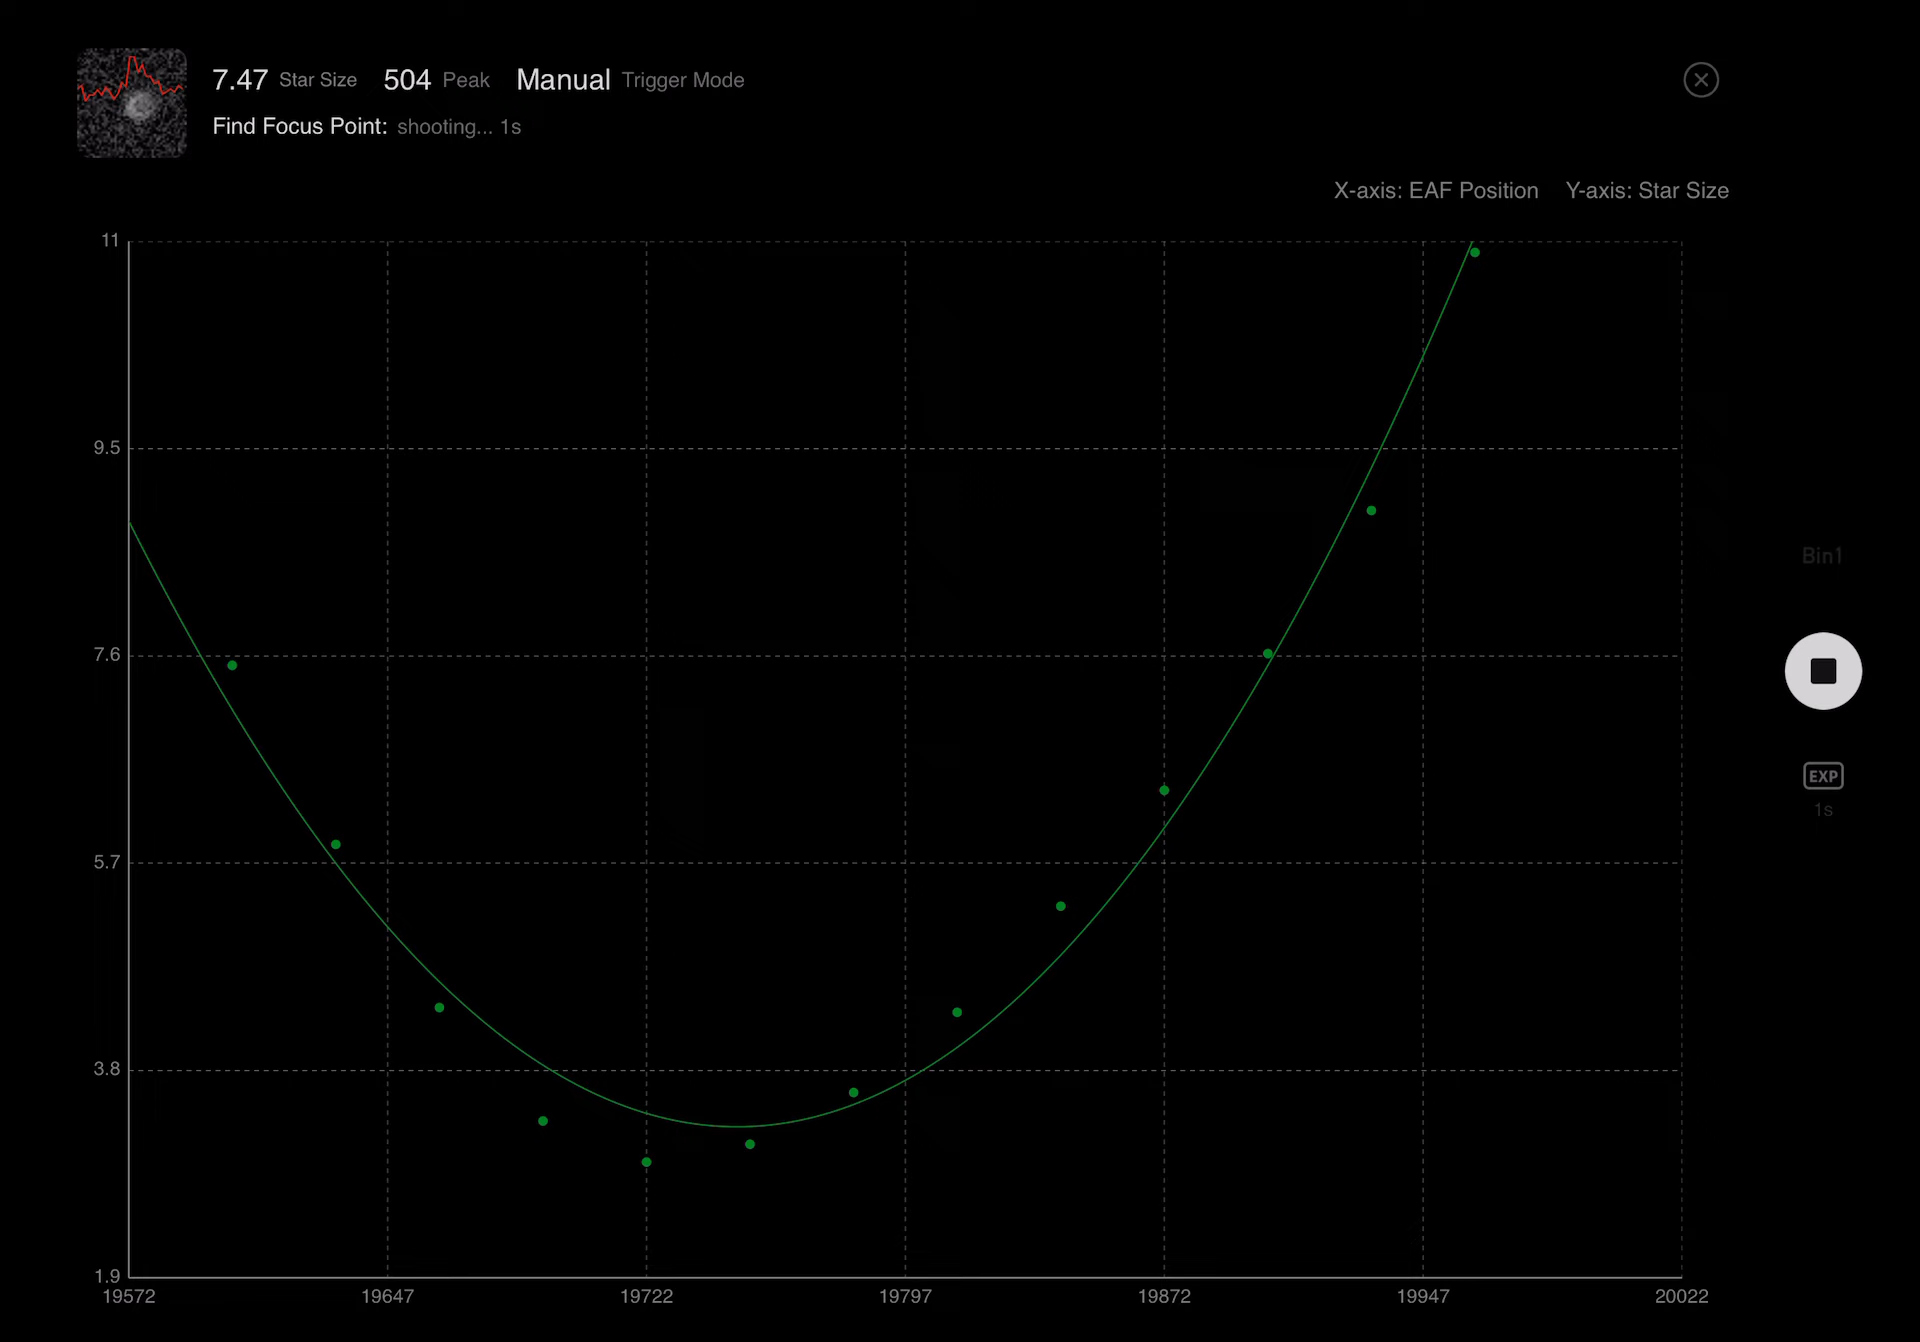 7.47 Star Size 504 Peak Manual Trigger Mode
Find Focus Point: shooting... 1s
X-axis: EAF Position Y-axis: Star Size
11
9.5
7.6
5.7
3.8
1.9
19572 19647 19722 19797 19872 19947 20022
Bin1
EXP
1s